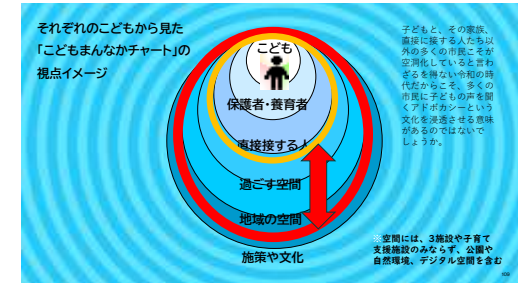 それぞれのこどもから見た
「こどもまんなかチャート」の
視点イメージ
こども
保護者・養育者
直接接する人
過ごす空間
地域の空間
施策や文化
子どもと、その家族、
直接に接する人たち以
外の多くの市民こそが
空洞化していると言わ
ざるを得ない令和の時
代だからこそ、多くの
市民に子どもの声を聞
くアドボカシーという
文化を浸透させる意味
があるのではないで
しょうか。
※空間には、3施設や子育て
支援施設のみならず、公園や
自然環境、デジタル空間を含む